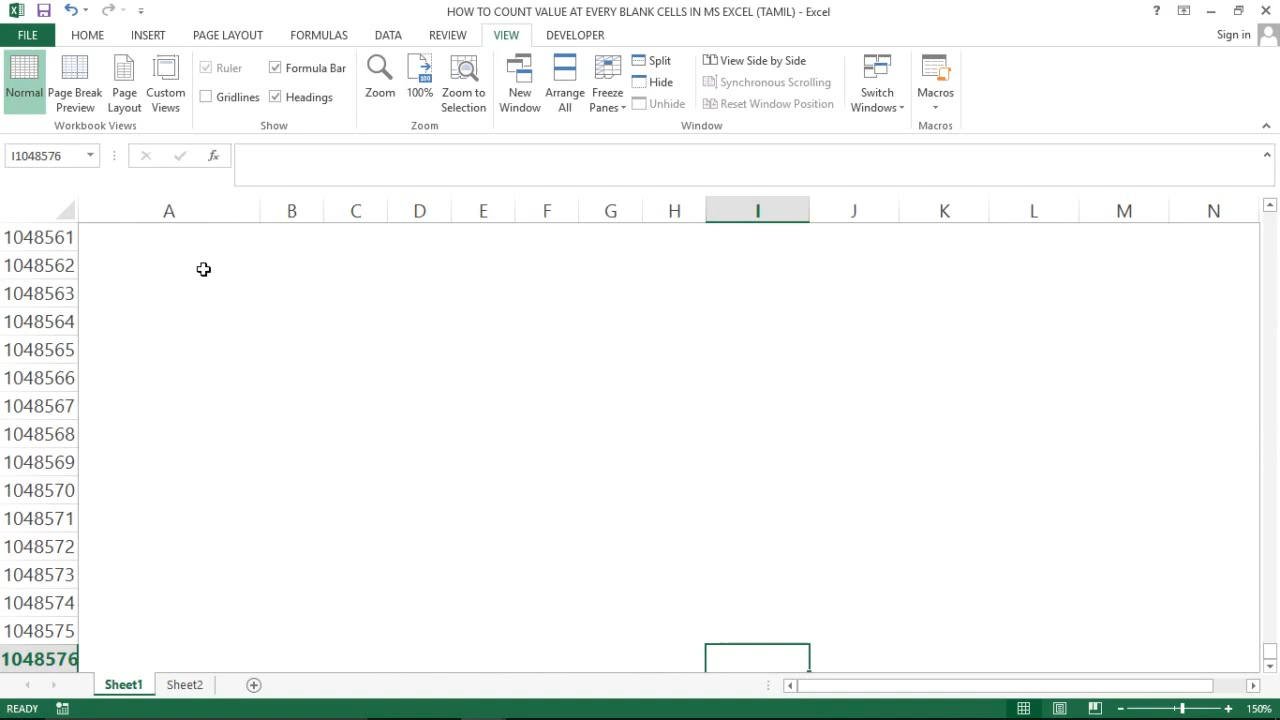 HOW TO COUNT VALUE AT EVERY BLANK CELLS IN MS EXCEL (TAMIL) - Excel
?
FILE HOME INSERT PAGE LAYOUT FORMULAS DATA REVIEW VIEW DEVELOPER Sign in
Normal
Page Break Preview
Page Layout
Custom Views
Workbook Views
Ruler
Formula Bar
Gridlines
Headings
Show
Zoom
100%
Zoom to Selection
Zoom
New Window
Arrange All
Freeze Panes
Split
Hide
Unhide
View Side by Side
Synchronous Scrolling
Reset Window Position
Window
Switch Windows
Macros
Macros
I1048576
fx
A B C D E F G H I J K L M N
1048561
1048562
1048563
1048564
1048565
1048566
1048567
1048568
1048569
1048570
1048571
1048572
1048573
1048574
1048575
1048576
Sheet1 Sheet2
READY 150%